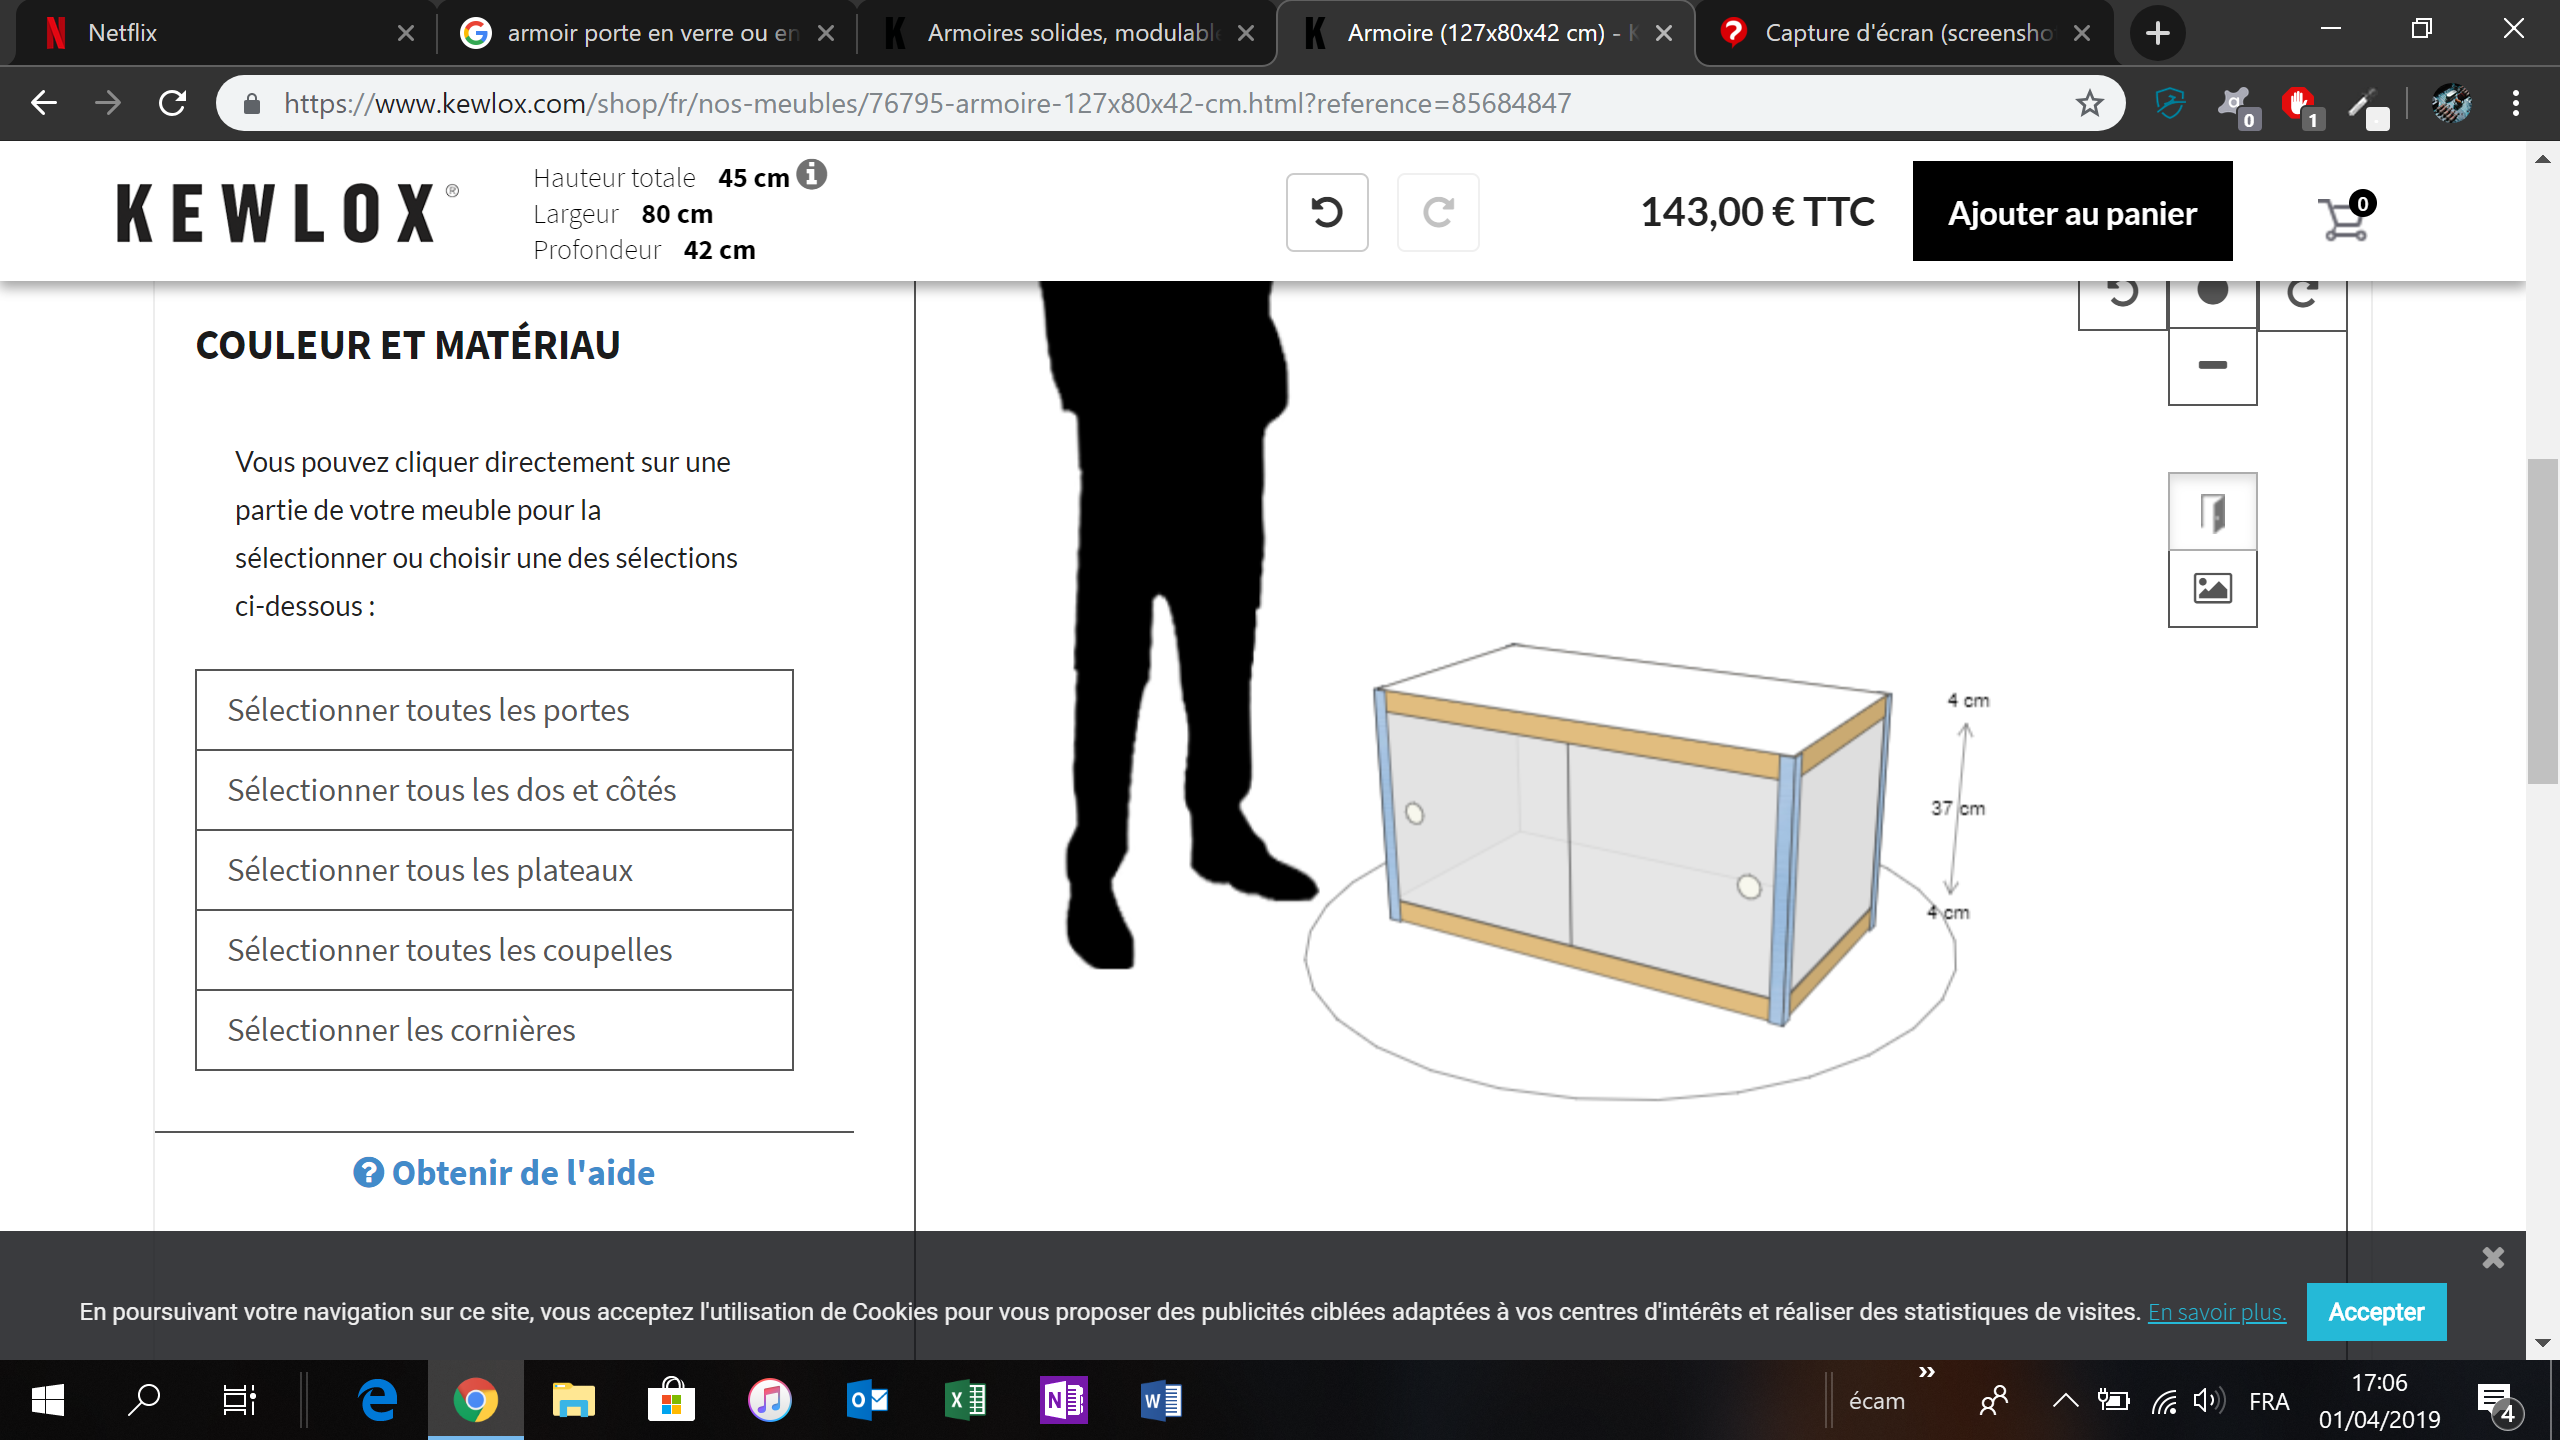 Netflix
armoir porte en verre ou en
Armoires solides, modulable
Armoire (127x80x42 cm) - K
Capture d'écran (screensho
https://www.kewlox.com/shop/fr/nos-meubles/76795-armoire-127x80x42-cm.html?reference=85684847
0
1
KEWLOX®
Hauteur totale 45 cm
Largeur 80 cm
Profondeur 42 cm
143,00 € TTC
Ajouter au panier
0
COULEUR ET MATÉRIAU
Vous pouvez cliquer directement sur une
partie de votre meuble pour la
sélectionner ou choisir une des sélections
ci-dessous :
Sélectionner toutes les portes
Sélectionner tous les dos et côtés
Sélectionner tous les plateaux
Sélectionner toutes les coupelles
Sélectionner les cornières
4 cm
37 cm
4 cm
Obtenir de l'aide
En poursuivant votre navigation sur ce site, vous acceptez l'utilisation de Cookies pour vous proposer des publicités ciblées adaptées à vos centres d'intérêts et réaliser des statistiques de visites. En savoir plus.
Accepter
écam
FRA
17:06
01/04/2019
4